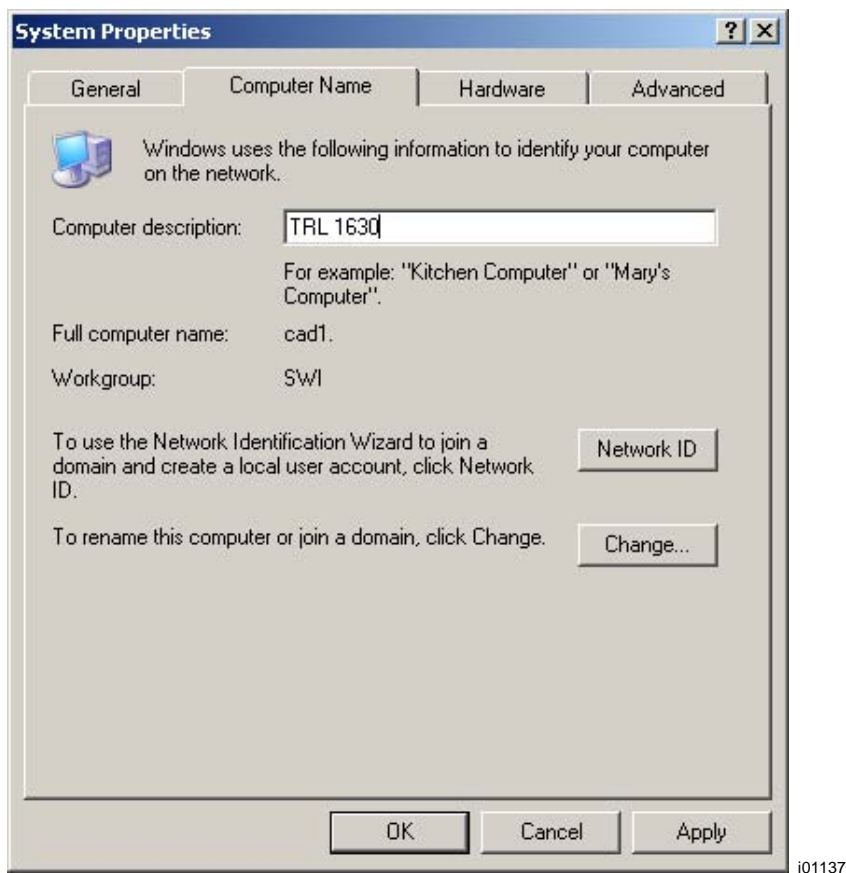 System Properties
General Computer Name Hardware Advanced
Windows uses the following information to identify your computer
on the network.
Computer description: TRL 1630
For example: "Kitchen Computer" or "Mary's
Computer".
Full computer name: cad1.
Workgroup: SWI
To use the Network Identification Wizard to join a
domain and create a local user account, click Network
ID.
Network ID
To rename this computer or join a domain, click Change.
Change...
OK Cancel Apply
i01137